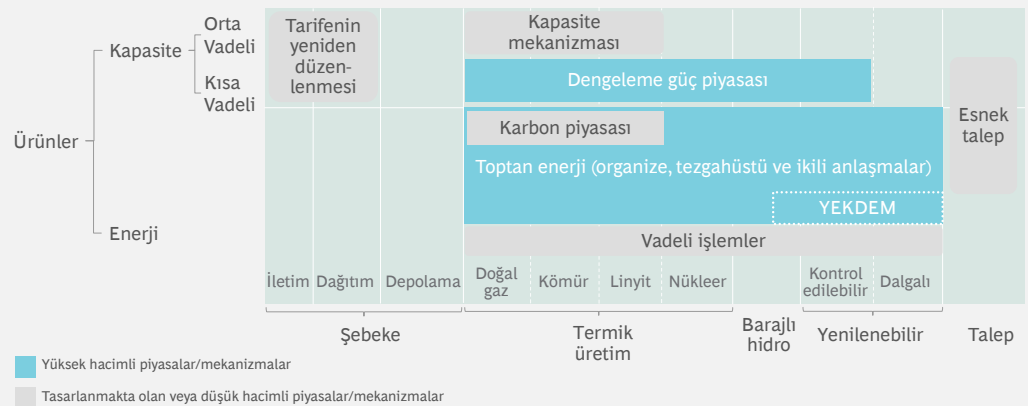 Orta
Vadeli
Kapasite
Kısa
Vadeli
Ürünler
Enerji
Tarifenin
yeniden
düzen-
lenmesi
Kapasite
mekanizması
Dengeleme güç piyasası
Karbon piyasası
Toptan enerji (organize, tezgahüstü ve ikili anlaşmalar)
YEKDEM
Vadeli işlemler
Esnek
talep
İletim
Dağıtım
Depolama
Doğal
gaz
Kömür
Linyit
Nükleer
Kontrol
edilebilir
Dalgalı
Şebeke
Termik
üretim
Barajlı
hidro
Yenilenebilir
Talep
Yüksek hacimli piyasalar/mekanizmalar
Tasarlanmakta olan veya düşük hacimli piyasalar/mekanizmalar